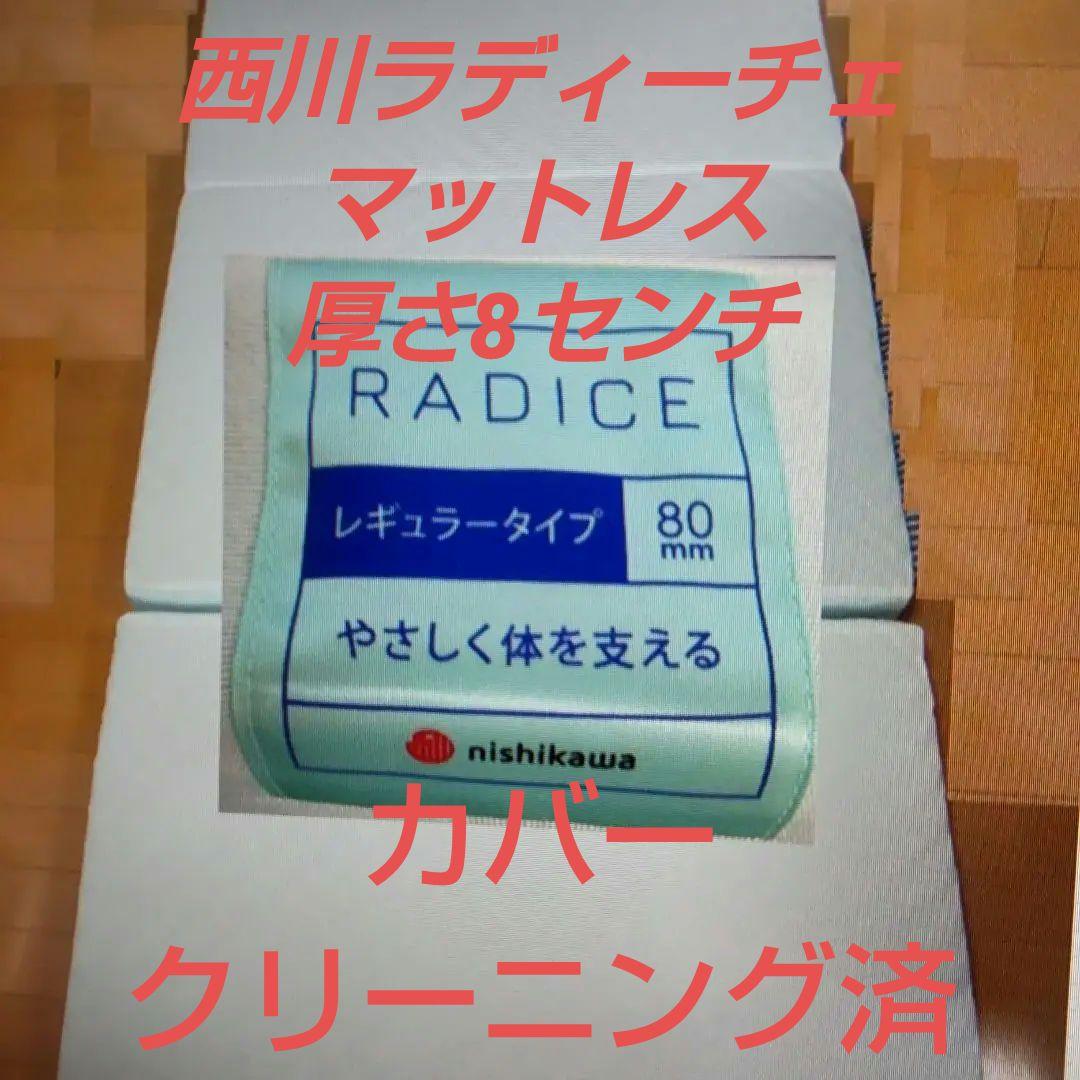 西川ラディーチェ
マットレス
厚さ8センチ
RADICE
レギュラータイプ
80
mm
やさしく体を支える
nishikawa
カバー
クリーニング済